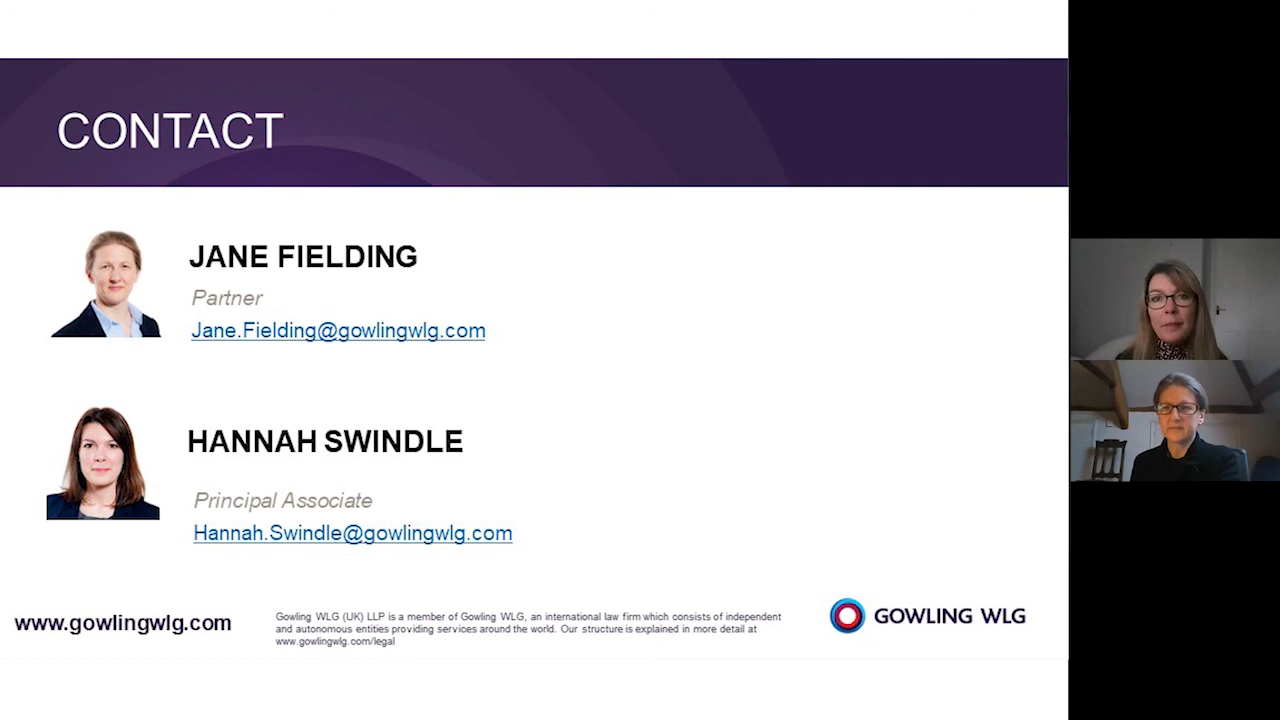 CONTACT
JANE FIELDING
Partner
Jane.Fielding@gowlingwlg.com
HANNAH SWINDLE
Principal Associate
Hannah.Swindle@gowlingwlg.com
www.gowlingwlg.com
Gowling WLG (UK) LLP is a member of Gowling WLG, an international law firm which consists of independent
and autonomous entities providing services around the world. Our structure is explained in more detail at
www.gowlingwlg.com/legal
GOWLING WLG